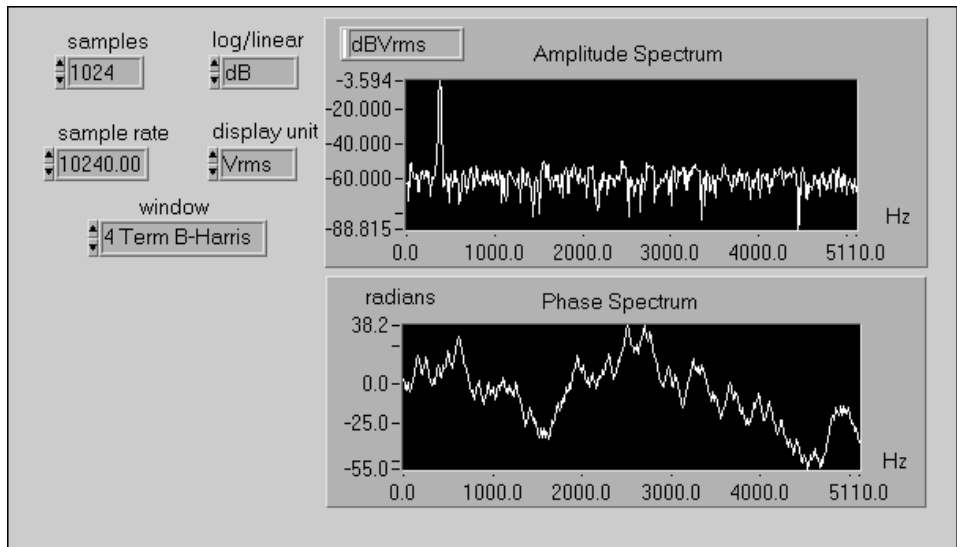 samples
1024
log/linear
dB
sample rate
10240.00
display unit
Vrms
window
4 Term B-Harris
dBVrms
Amplitude Spectrum
-3.594
-20.000
-40.000
-60.000
-88.815
0.0 1000.0 2000.0 3000.0 4000.0 5110.0
Hz
radians
Phase Spectrum
38.2
0.0
-25.0
-55.0
0.0 1000.0 2000.0 3000.0 4000.0 5110.0
Hz